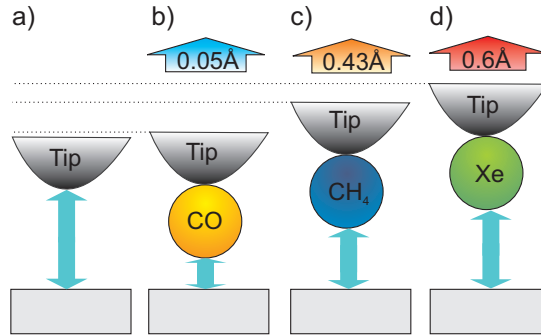 a)
b)
c)
d)
0.05Å
0.43Å
0.6Å
Tip
Tip
Tip
Tip
CO
CH₄
Xe